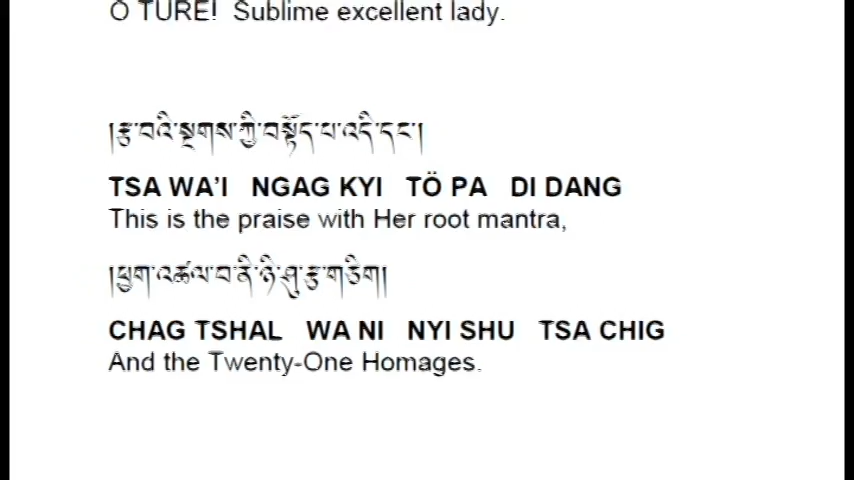 O TURE!  Sublime excellent lady.
།རྩ་བའི་སྔགས་ཀྱི་བསྟོད་པ་འདི་དང་།
TSA WA’I   NGAG KYI   TÖ PA   DI DANG
This is the praise with Her root mantra,
།ཕྱག་འཚལ་བ་ནི་ཉི་ཤུ་རྩ་གཅིག།
CHAG TSHAL   WA NI   NYI SHU   TSA CHIG
And the Twenty-One Homages.